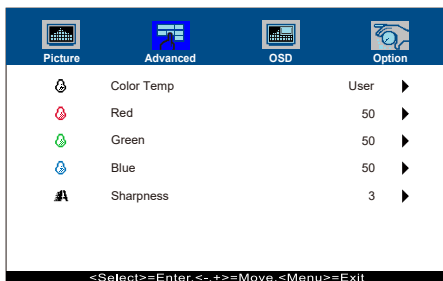 Picture Advanced OSD Option
Color Temp User
Red 50
Green 50
Blue 50
Sharpness 3
<Select>=Enter,<-,+>=Move,<Menu>=Exit